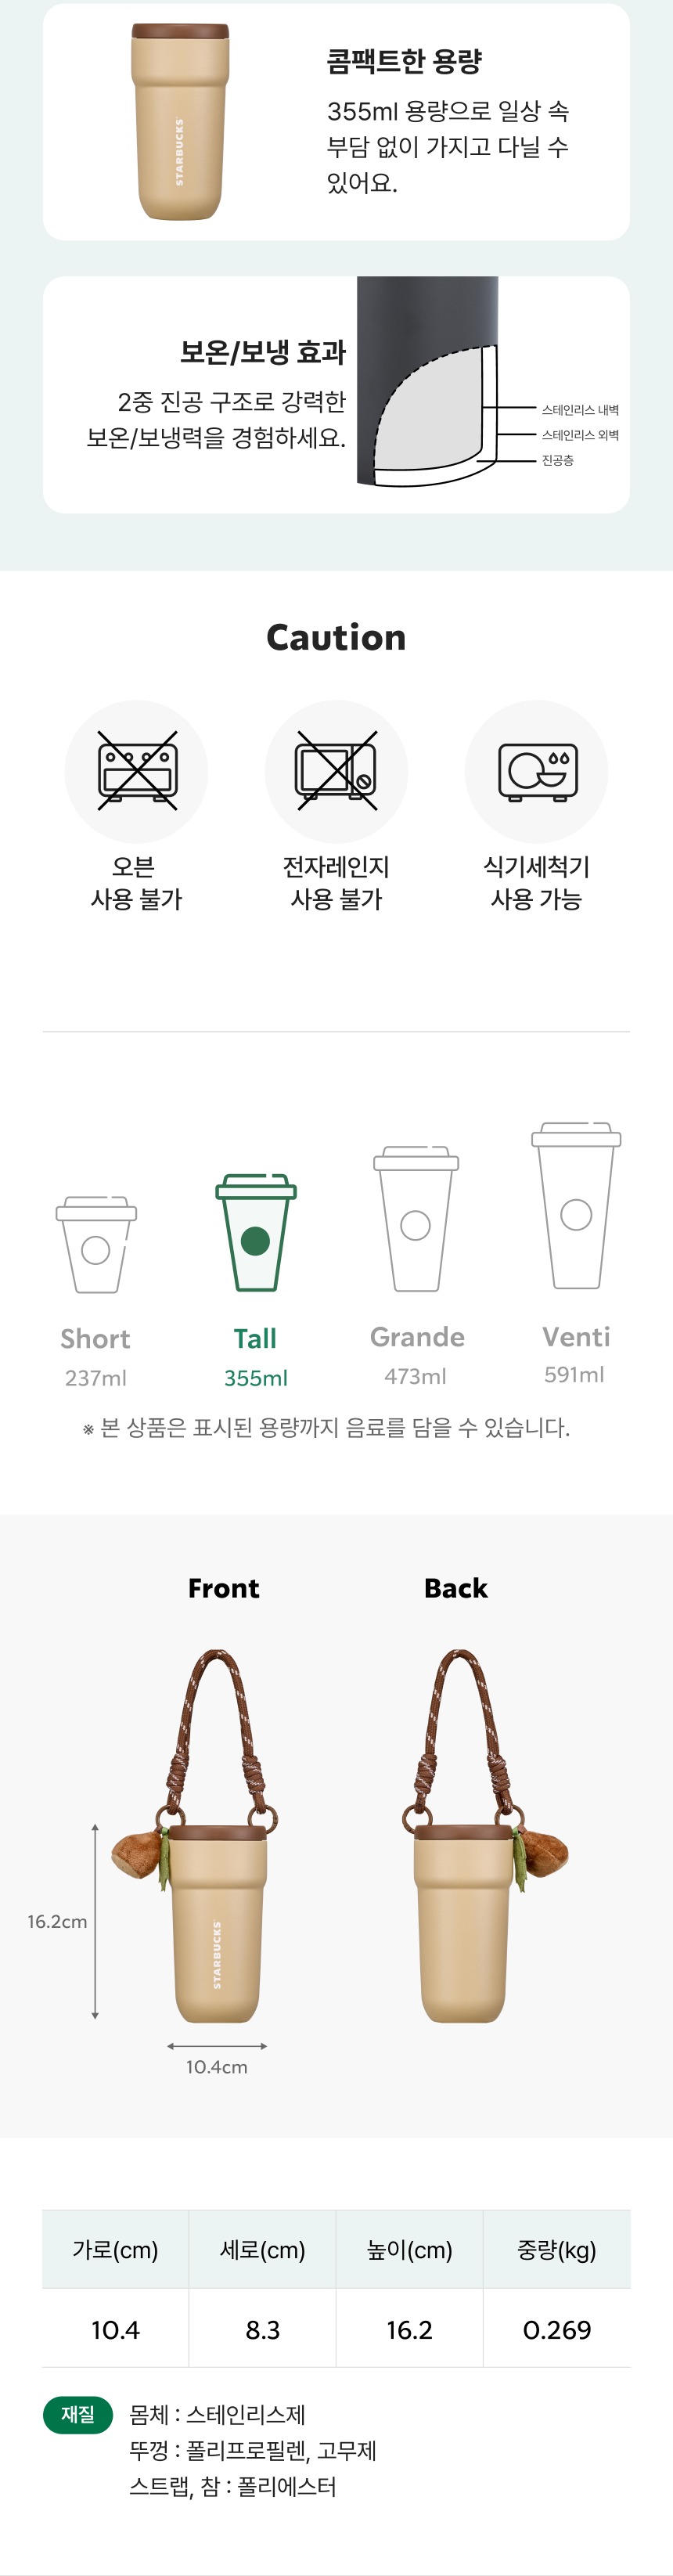 콤팩트한 용량
355ml 용량으로 일상 속
부담 없이 가지고 다닐 수
있어요.
STARBUCKS
보온/보냉 효과
2중 진공 구조로 강력한
보온/보냉력을 경험하세요.
스테인리스 내벽
스테인리스 외벽
진공층
Caution
오븐
사용 불가
전자레인지
사용 불가
식기세척기
사용 가능
Short
237ml
Tall
355ml
Grande
473ml
Venti
591ml
※ 본 상품은 표시된 용량까지 음료를 담을 수 있습니다.
Front
Back
16.2cm
STARBUCKS
10.4cm
가로(cm) 세로(cm) 높이(cm) 중량(kg)
10.4 8.3 16.2 0.269
재질 몸체 : 스테인리스제
뚜껑 : 폴리프로필렌, 고무제
스트랩, 참 : 폴리에스터